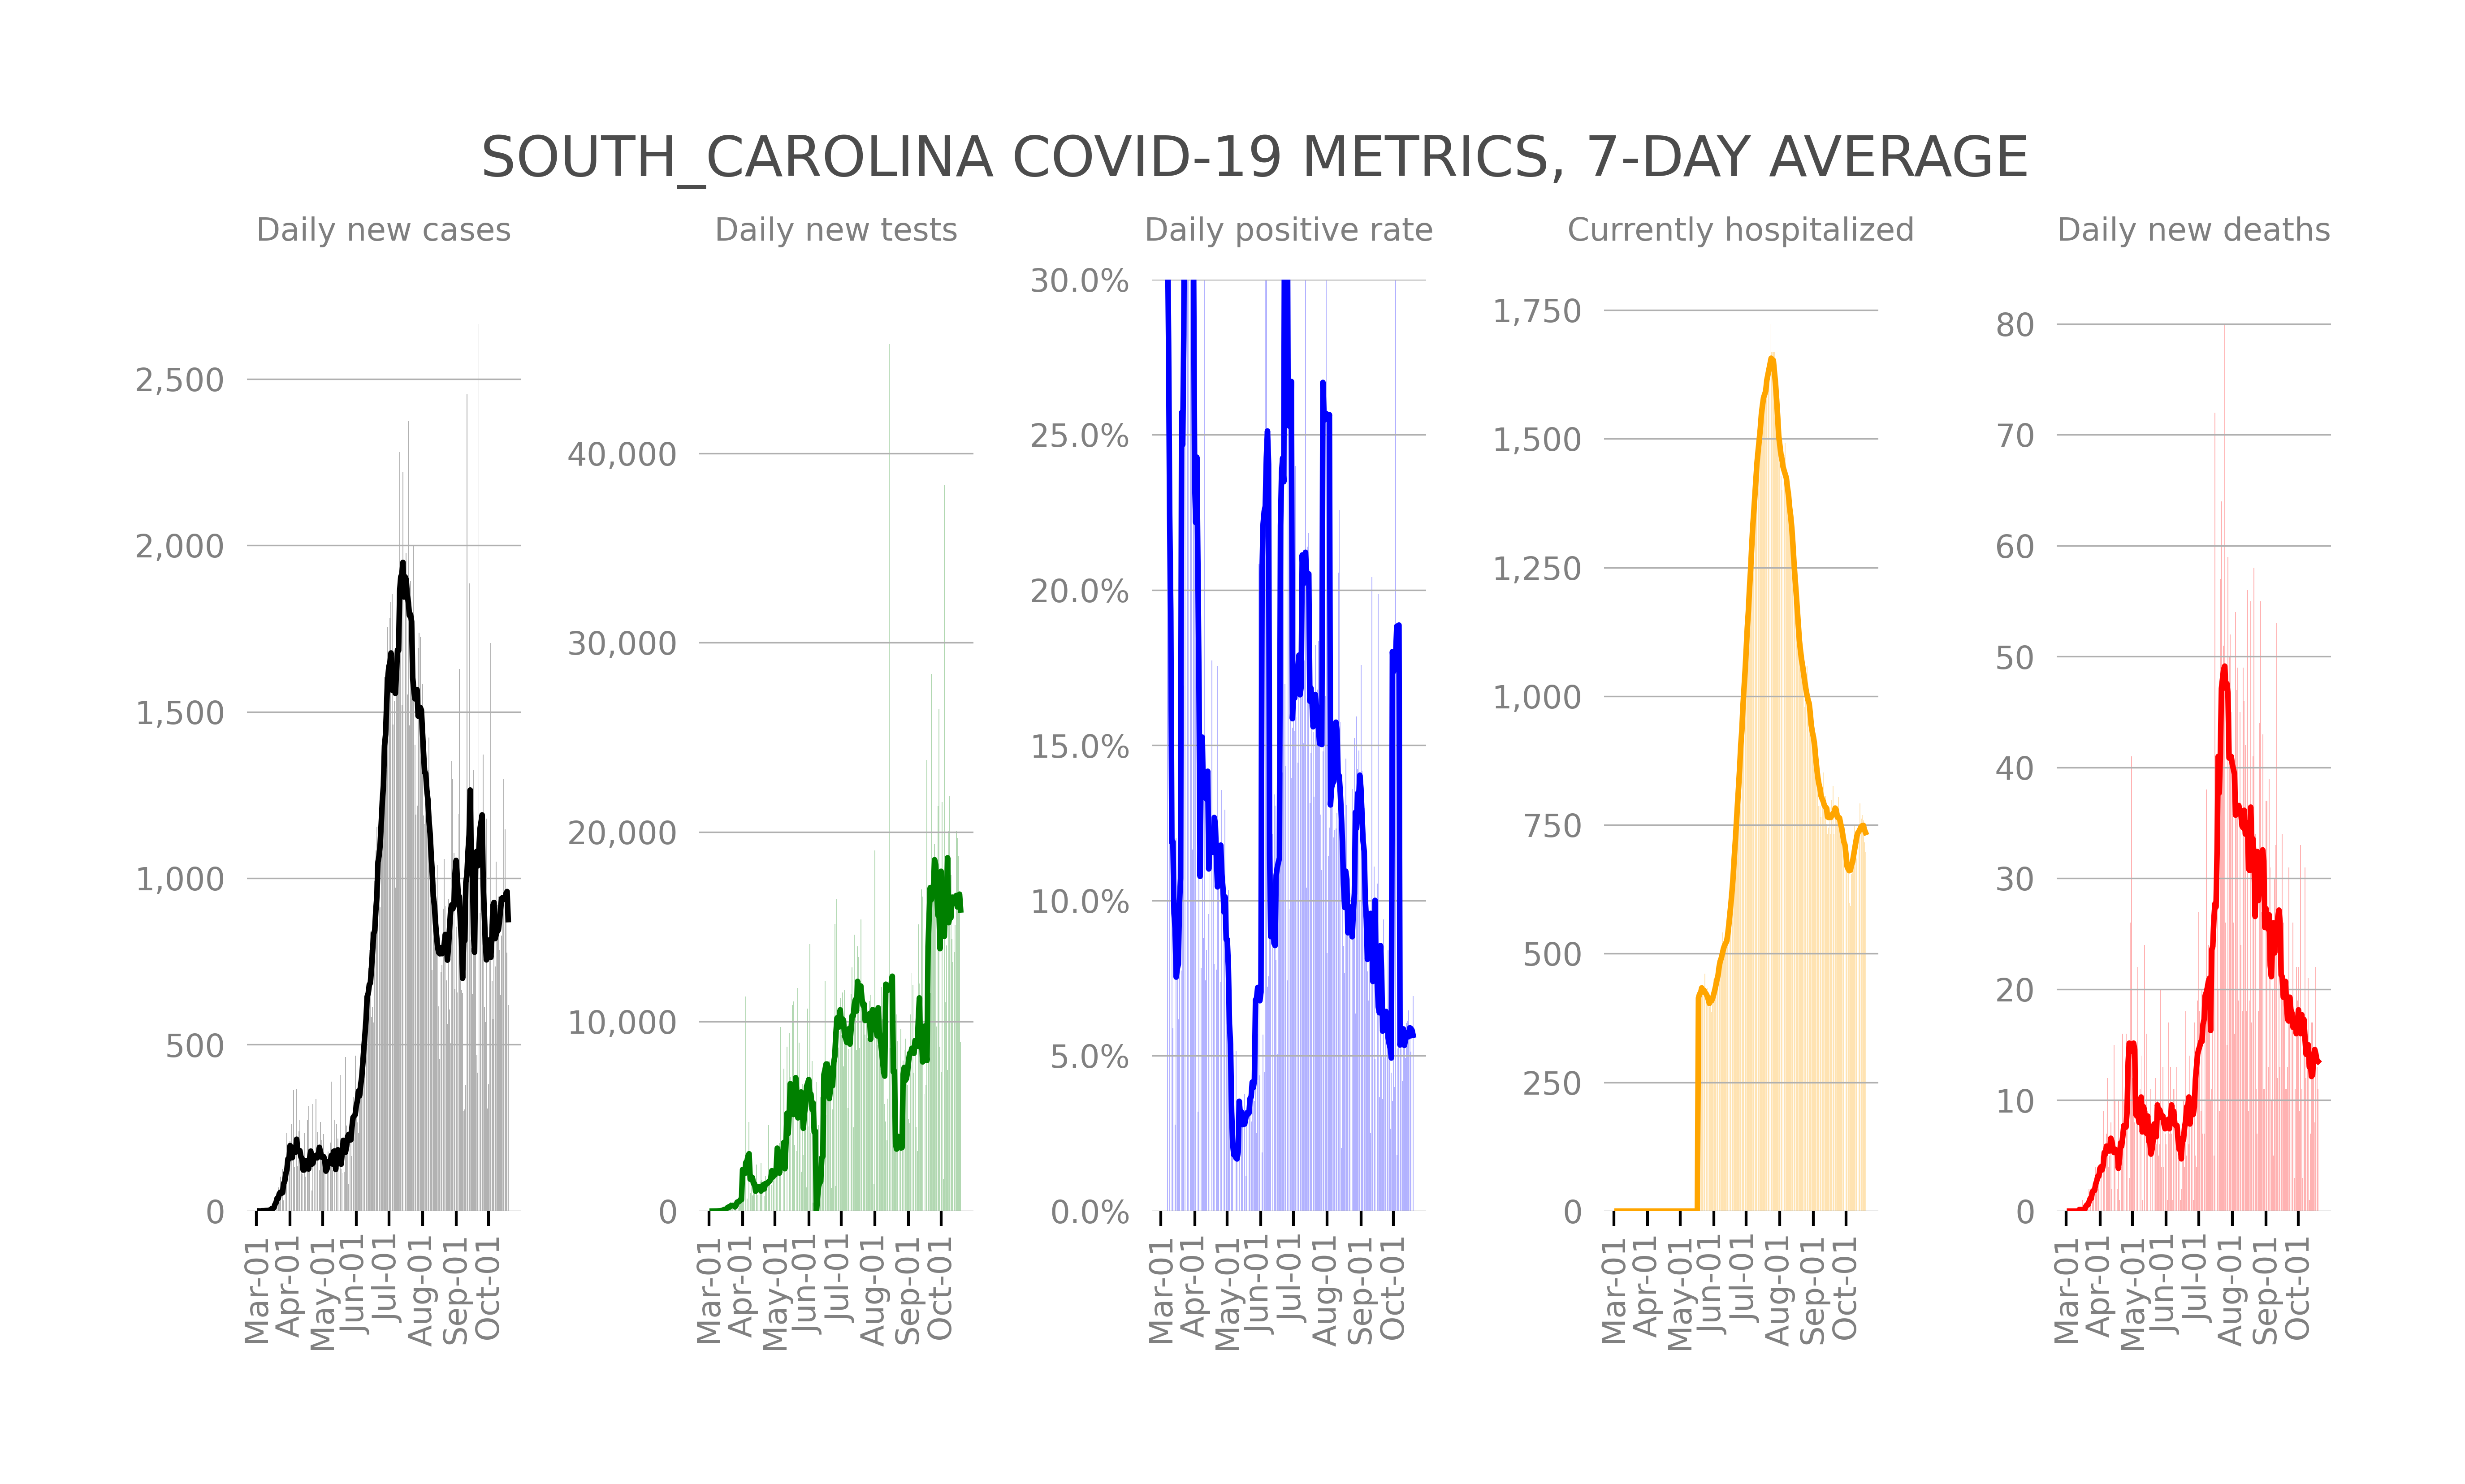 SOUTH_CAROLINA COVID-19 METRICS, 7-DAY AVERAGE
Daily new cases
2,500
2,000
1,500
1,000
500
0
Mar-01
Apr-01
May-01
Jun-01
Jul-01
Aug-01
Sep-01
Oct-01
Daily new tests
40,000
30,000
20,000
10,000
0
Mar-01
Apr-01
May-01
Jun-01
Jul-01
Aug-01
Sep-01
Oct-01
Daily positive rate
30.0%
25.0%
20.0%
15.0%
10.0%
5.0%
0.0%
Mar-01
Apr-01
May-01
Jun-01
Jul-01
Aug-01
Sep-01
Oct-01
Currently hospitalized
1,750
1,500
1,250
1,000
750
500
250
0
Mar-01
Apr-01
May-01
Jun-01
Jul-01
Aug-01
Sep-01
Oct-01
Daily new deaths
80
70
60
50
40
30
20
10
0
Mar-01
Apr-01
May-01
Jun-01
Jul-01
Aug-01
Sep-01
Oct-01